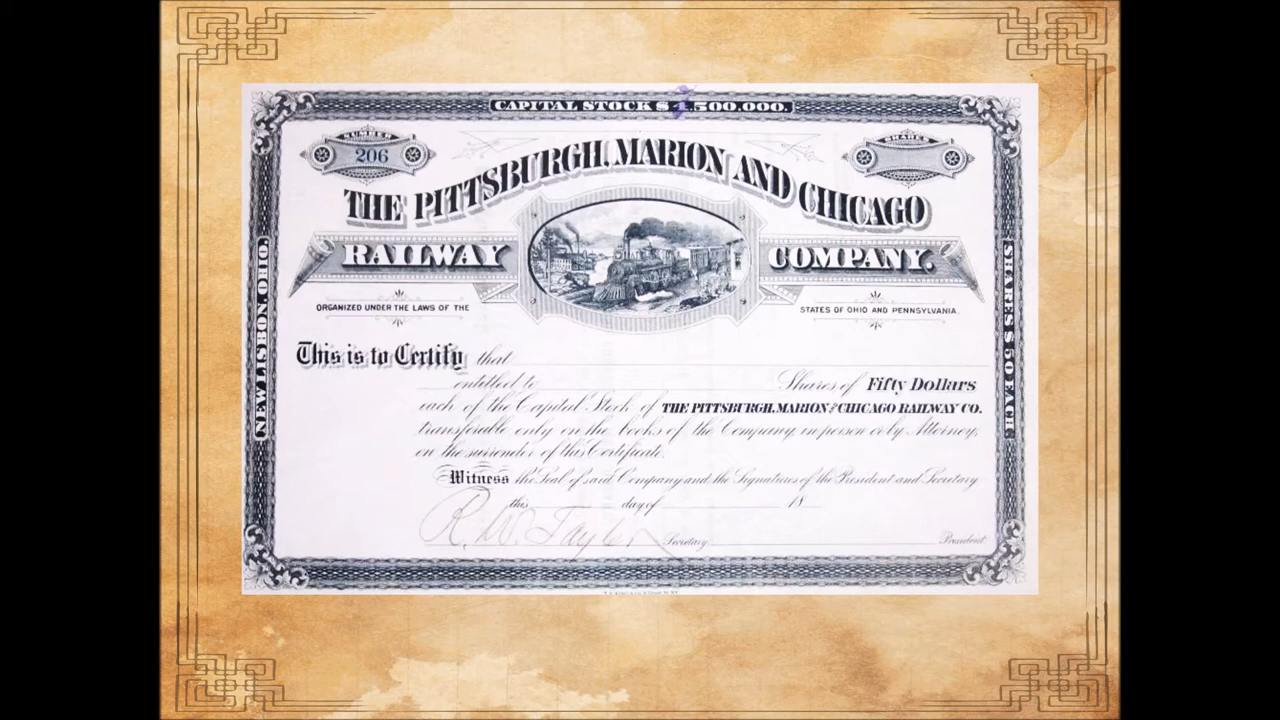 CAPITAL STOCK $ 1.500.000.
NUMBER
206
SHARES
THE PITTSBURGH, MARION AND CHICAGO
RAILWAY COMPANY.
ORGANIZED UNDER THE LAWS OF THE
STATES OF OHIO AND PENNSYLVANIA.
NEW LISBON, OHIO.
SHARES $ 50 EACH
This is to Certify that
entitled to Shares of Fifty Dollars
each of the Capital Stock of THE PITTSBURGH, MARION AND CHICAGO RAILWAY CO.
transferable only on the books of the Company, in person or by Attorney,
on the surrender of this Certificate.
Witness the Seal of said Company and the Signatures of the President and Secretary
this day of 18
R. W. Tayler Secretary President